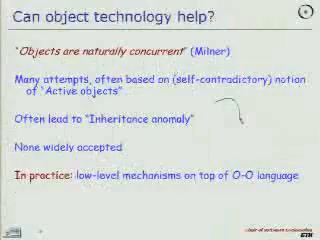 Can object technology help?
"Objects are naturally concurrent" (Milner)
Many attempts, often based on (self-contradictory) notion
of "Active objects"
Often lead to "Inheritance anomaly"
None widely accepted
In practice: low-level mechanisms on top of O-O language
ETH